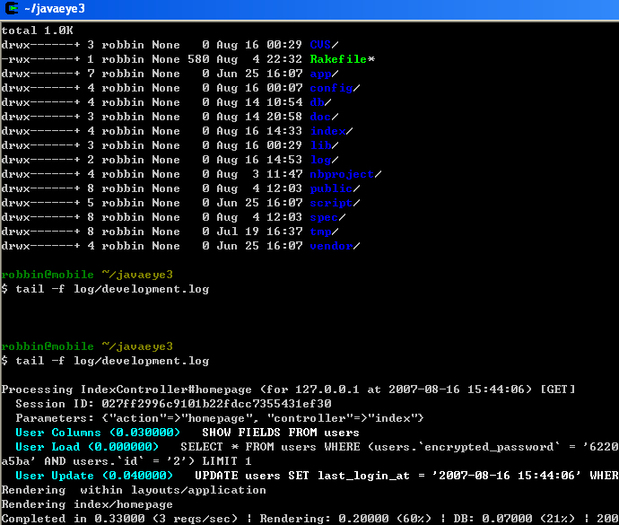 ~/javaeye3
total 1.0K
drwx------+ 3 robbin None   0 Aug 16 00:29 CVS/
-rwx------+ 1 robbin None 580 Aug  4 22:32 Rakefile*
drwx------+ 7 robbin None   0 Jun 25 16:07 app/
drwx------+ 4 robbin None   0 Aug 16 00:07 config/
drwx------+ 4 robbin None   0 Aug 14 10:54 db/
drwx------+ 3 robbin None   0 Aug 14 20:58 doc/
drwx------+ 4 robbin None   0 Aug 16 14:33 index/
drwx------+ 3 robbin None   0 Aug 16 00:29 lib/
drwx------+ 2 robbin None   0 Aug 16 14:53 log/
drwx------+ 4 robbin None   0 Aug  3 11:47 nbproject/
drwx------+ 8 robbin None   0 Aug  4 12:03 public/
drwx------+ 5 robbin None   0 Jun 25 16:07 script/
drwx------+ 8 robbin None   0 Aug  4 12:03 spec/
drwx------+ 8 robbin None   0 Jul 19 16:37 tmp/
drwx------+ 4 robbin None   0 Jun 25 16:07 vendor/
robbin@mobile ~/javaeye3
$ tail -f log/development.log
robbin@mobile ~/javaeye3
$ tail -f log/development.log
Processing IndexController#homepage (for 127.0.0.1 at 2007-08-16 15:44:06) [GET]
  Session ID: 027ff2996c9101b22fdcc7355431ef30
  Parameters: {"action"=>"homepage", "controller"=>"index"}
  User Columns (0.030000)   SHOW FIELDS FROM users
  User Load (0.000000)   SELECT * FROM users WHERE (users.`encrypted_password` = '6220
a5ba' AND users.`id` = '2') LIMIT 1
  User Update (0.040000)   UPDATE users SET last_login_at = '2007-08-16 15:44:06' WHER
Rendering  within layouts/application
Rendering index/homepage
Completed in 0.33000 (3 reqs/sec) | Rendering: 0.20000 (60%) | DB: 0.07000 (21%) | 200